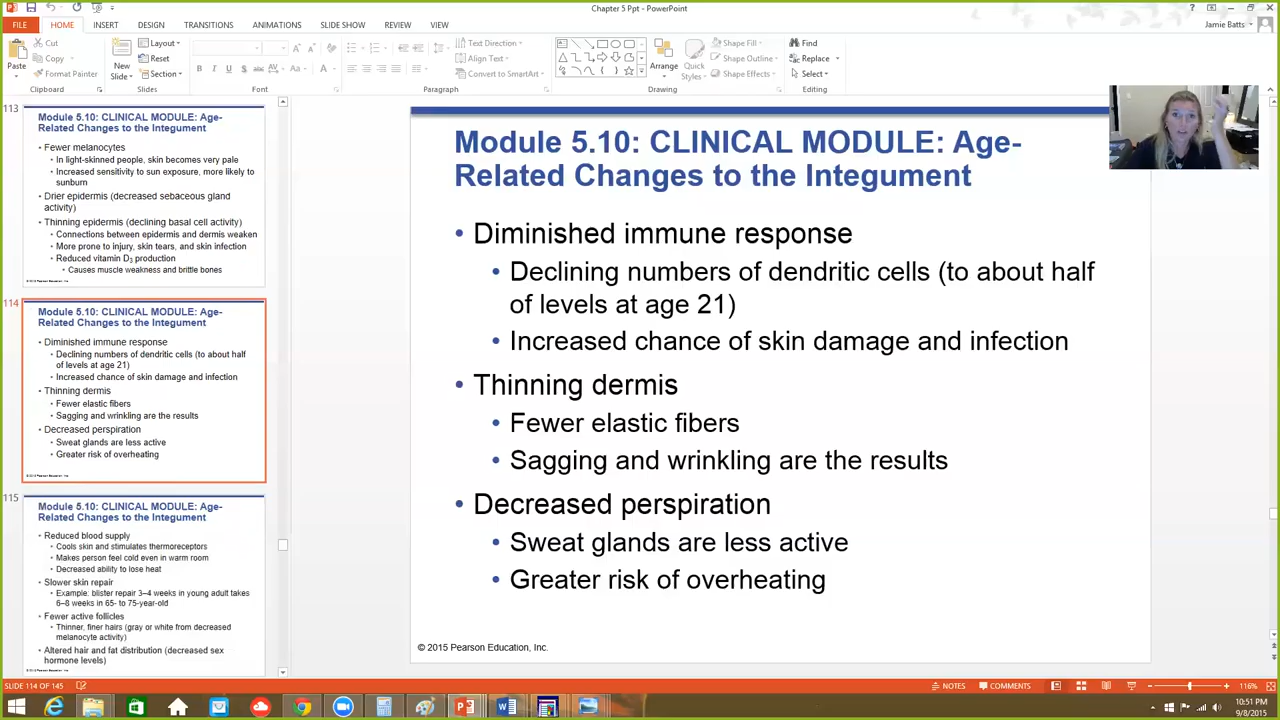 Chapter 5 Ppt - PowerPoint
FILE HOME INSERT DESIGN TRANSITIONS ANIMATIONS SLIDE SHOW REVIEW VIEW
Jamie Batts
Cut
Copy
Format Painter
Paste
Clipboard
New
Slide
Layout
Reset
Section
Slides
B I U S abc AV Aa A
Font
Text Direction
Align Text
Convert to SmartArt
Paragraph
Arrange
Quick
Styles
Shape Fill
Shape Outline
Shape Effects
Drawing
Find
Replace
Select
Editing
113
Module 5.10: CLINICAL MODULE: Age-
Related Changes to the Integument
• Fewer melanocytes
• In light-skinned people, skin becomes very pale
• Increased sensitivity to sun exposure, more likely to
sunburn
• Drier epidermis (decreased sebaceous gland
activity)
• Thinning epidermis (declining basal cell activity)
• Connections between epidermis and dermis weaken
• More prone to injury, skin tears, and skin infection
• Reduced vitamin D3 production
• Causes muscle weakness and brittle bones
© 2015 Pearson Education, Inc.
114
Module 5.10: CLINICAL MODULE: Age-
Related Changes to the Integument
• Diminished immune response
• Declining numbers of dendritic cells (to about half
of levels at age 21)
• Increased chance of skin damage and infection
• Thinning dermis
• Fewer elastic fibers
• Sagging and wrinkling are the results
• Decreased perspiration
• Sweat glands are less active
• Greater risk of overheating
© 2015 Pearson Education, Inc.
115
Module 5.10: CLINICAL MODULE: Age-
Related Changes to the Integument
• Reduced blood supply
• Cools skin and stimulates thermoreceptors
• Makes person feel cold even in warm room
• Decreased ability to lose heat
• Slower skin repair
• Example: blister repair 3–4 weeks in young adult takes
6–8 weeks in 65- to 75-year-old
• Fewer active follicles
• Thinner, finer hairs (gray or white from decreased
melanocyte activity)
• Altered hair and fat distribution (decreased sex
hormone levels)
© 2015 Pearson Education, Inc.
Module 5.10: CLINICAL MODULE: Age-
Related Changes to the Integument
• Diminished immune response
• Declining numbers of dendritic cells (to about half
of levels at age 21)
• Increased chance of skin damage and infection
• Thinning dermis
• Fewer elastic fibers
• Sagging and wrinkling are the results
• Decreased perspiration
• Sweat glands are less active
• Greater risk of overheating
© 2015 Pearson Education, Inc.
SLIDE 114 OF 145
NOTES COMMENTS 116%
10:51 PM
9/8/2015